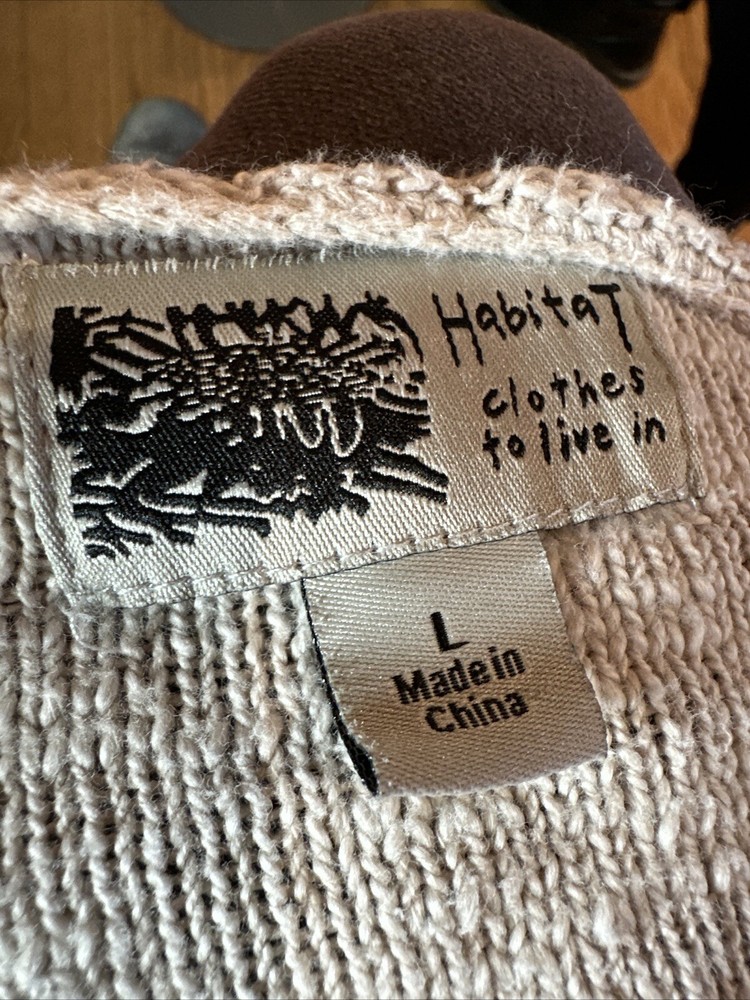 HabitaT
clothes
to live in
L
Made in
China